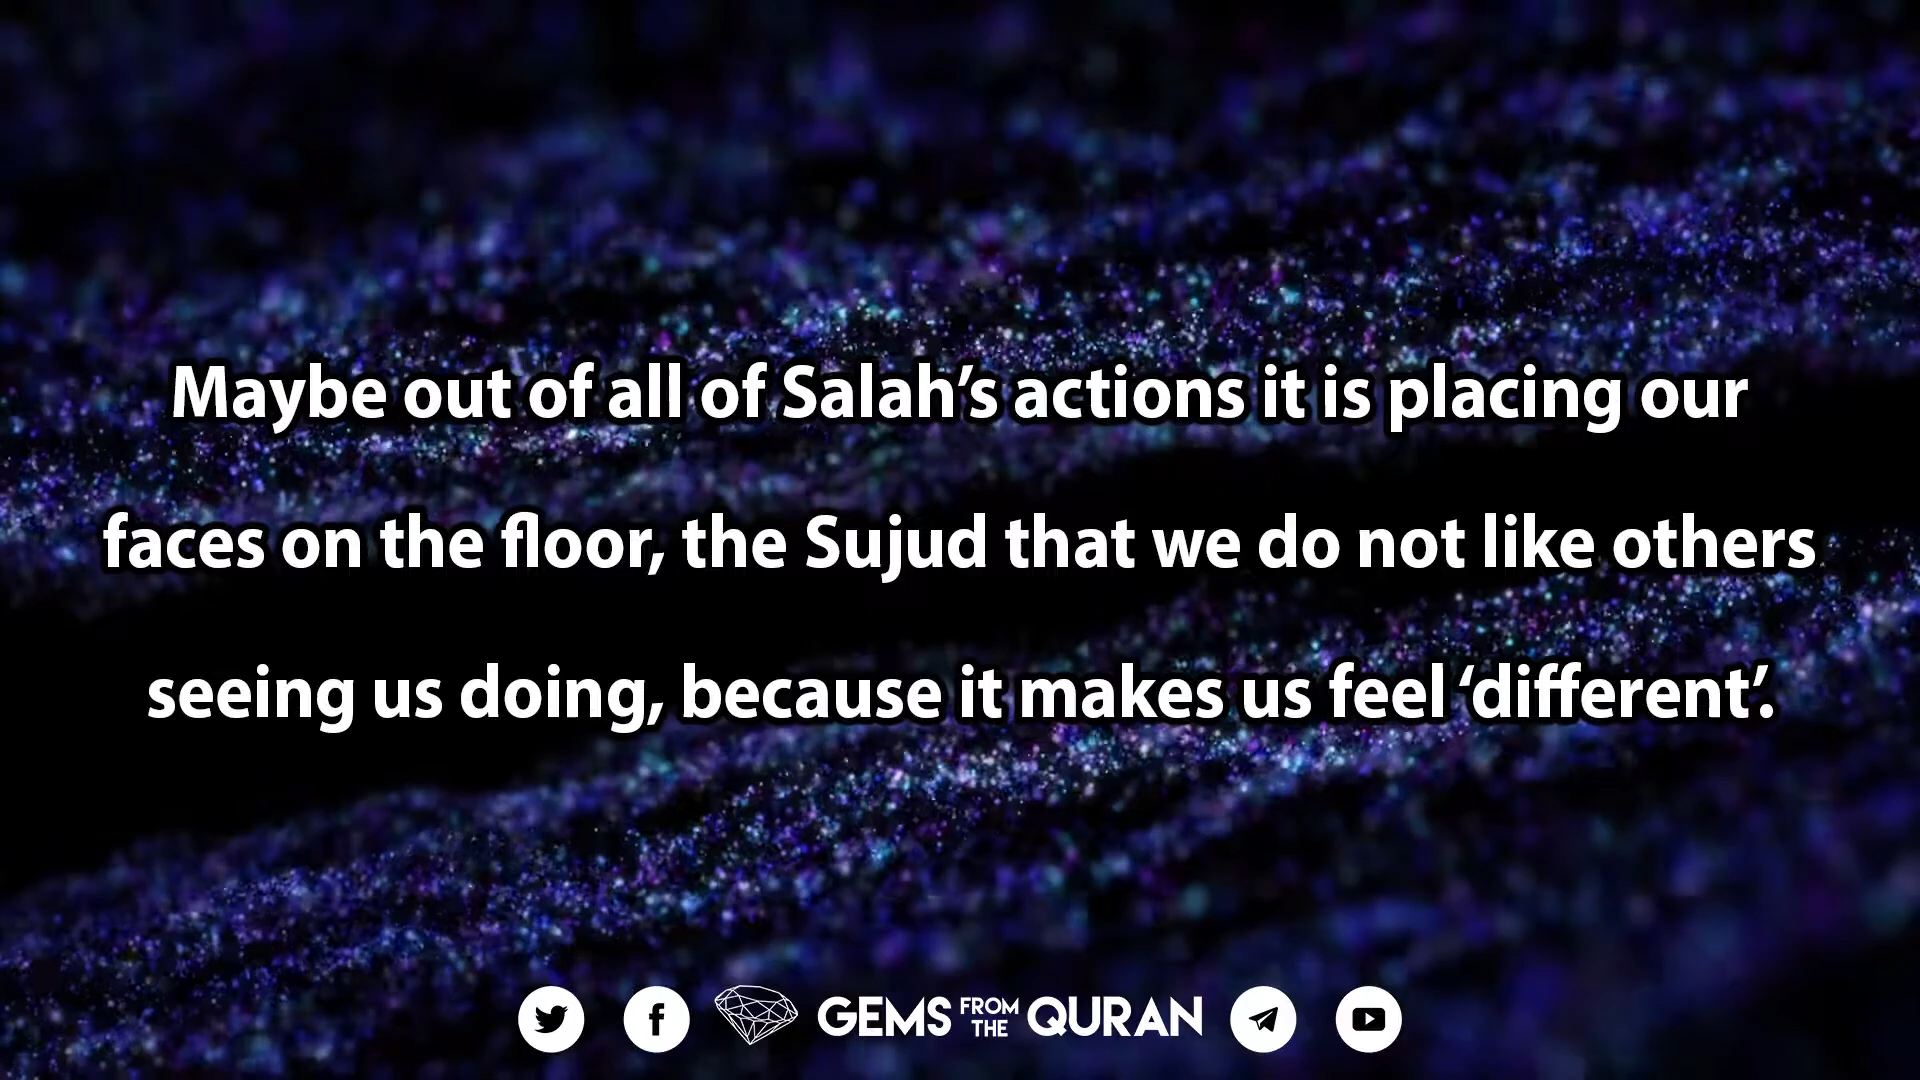 Maybe out of all of Salah’s actions it is placing our
faces on the floor, the Sujud that we do not like others
seeing us doing, because it makes us feel ‘different’.
GEMS FROM THE QURAN